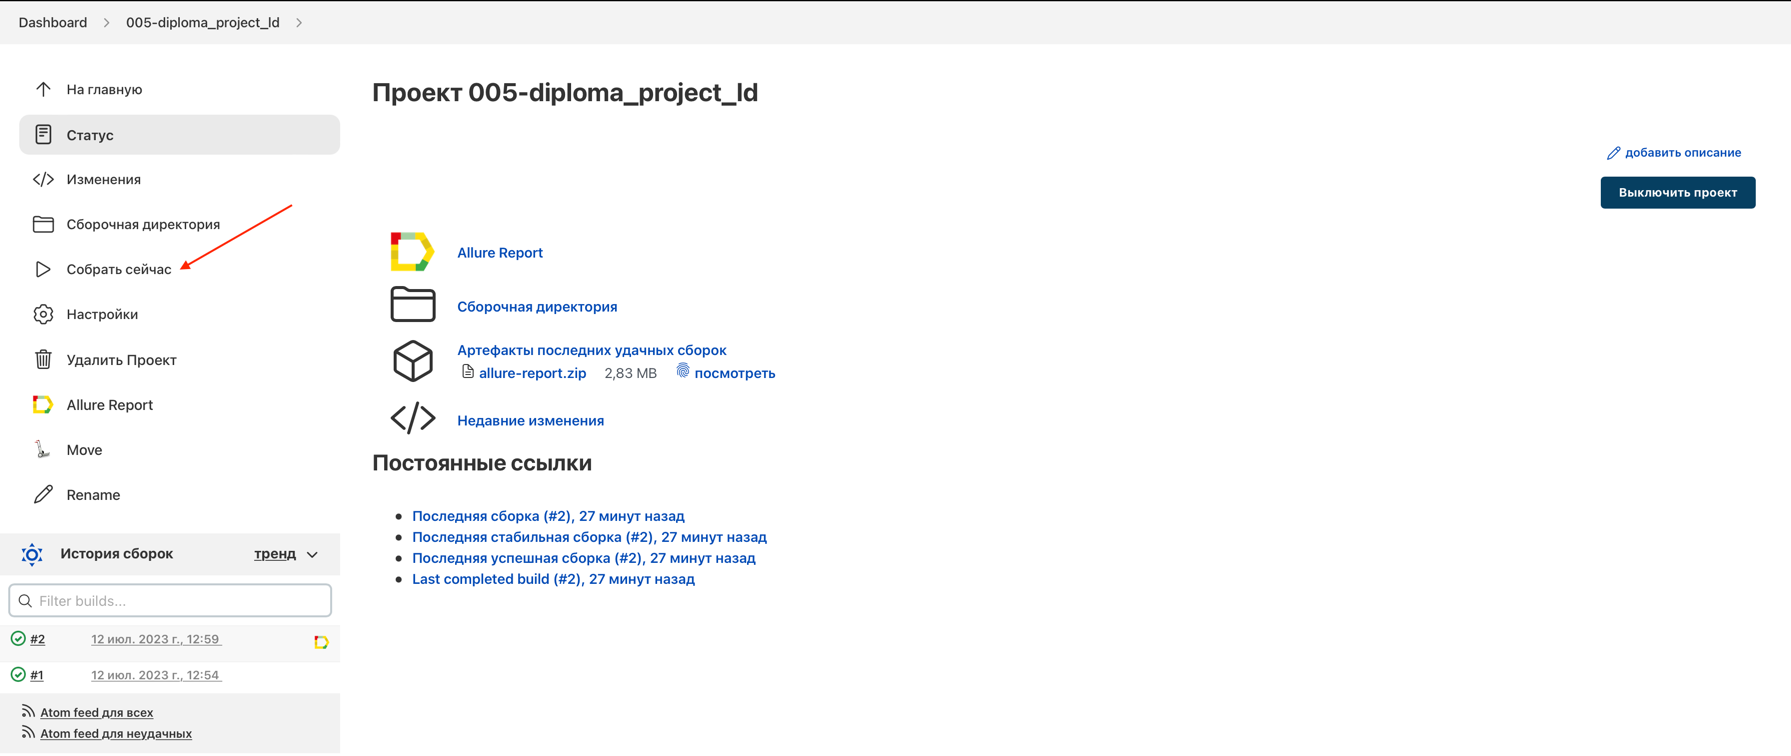 Dashboard
005-diploma_project_ld
На главную
Статус
Изменения
Сборочная директория
Собрать сейчас
Настройки
Удалить Проект
Allure Report
Move
Rename
История сборок
тренд
Filter builds...
#2 12 июл. 2023 г., 12:59
#1 12 июл. 2023 г., 12:54
Atom feed для всех
Atom feed для неудачных
Проект 005-diploma_project_ld
добавить описание
Выключить проект
Allure Report
Сборочная директория
Артефакты последних удачных сборок
allure-report.zip 2,83 MB посмотреть
Недавние изменения
Постоянные ссылки
Последняя сборка (#2), 27 минут назад
Последняя стабильная сборка (#2), 27 минут назад
Последняя успешная сборка (#2), 27 минут назад
Last completed build (#2), 27 минут назад